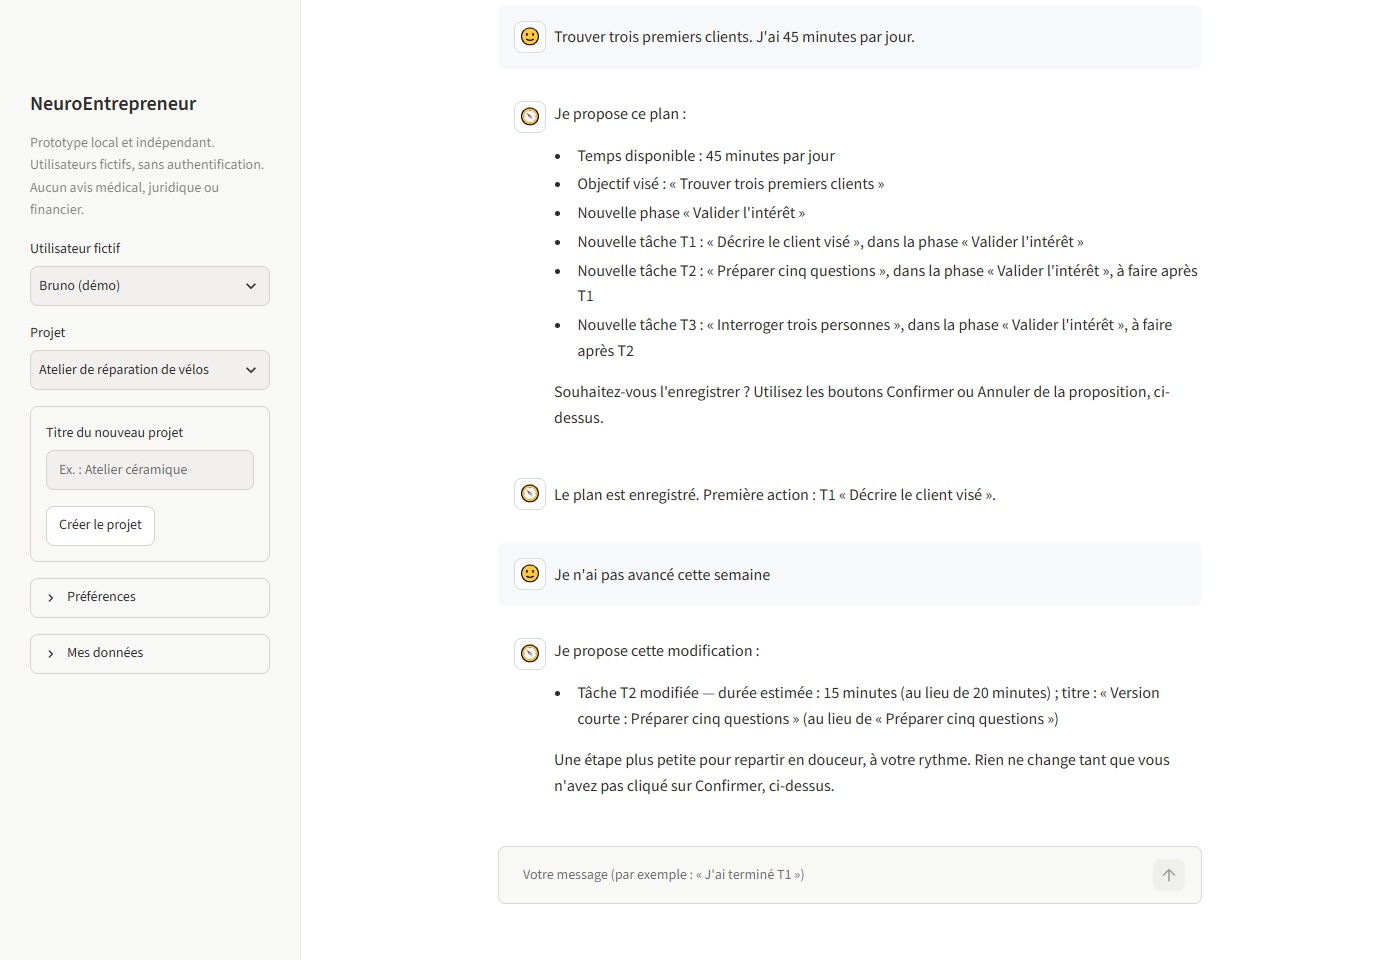 NeuroEntrepreneur
Prototype local et indépendant.
Utilisateurs fictifs, sans authentification.
Aucun avis médical, juridique ou
financier.
Utilisateur fictif
Bruno (démo)
Projet
Atelier de réparation de vélos
Titre du nouveau projet
Ex. : Atelier céramique
Créer le projet
Préférences
Mes données
Trouver trois premiers clients. J'ai 45 minutes par jour.
Je propose ce plan :
• Temps disponible : 45 minutes par jour
• Objectif visé : « Trouver trois premiers clients »
• Nouvelle phase « Valider l'intérêt »
• Nouvelle tâche T1 : « Décrire le client visé », dans la phase « Valider l'intérêt »
• Nouvelle tâche T2 : « Préparer cinq questions », dans la phase « Valider l'intérêt », à faire après
T1
• Nouvelle tâche T3 : « Interroger trois personnes », dans la phase « Valider l'intérêt », à faire
après T2
Souhaitez-vous l'enregistrer ? Utilisez les boutons Confirmer ou Annuler de la proposition, ci-
dessus.
Le plan est enregistré. Première action : T1 « Décrire le client visé ».
Je n'ai pas avancé cette semaine
Je propose cette modification :
• Tâche T2 modifiée — durée estimée : 15 minutes (au lieu de 20 minutes) ; titre : « Version
courte : Préparer cinq questions » (au lieu de « Préparer cinq questions »)
Une étape plus petite pour repartir en douceur, à votre rythme. Rien ne change tant que vous
n'avez pas cliqué sur Confirmer, ci-dessus.
Votre message (par exemple : « J'ai terminé T1 »)